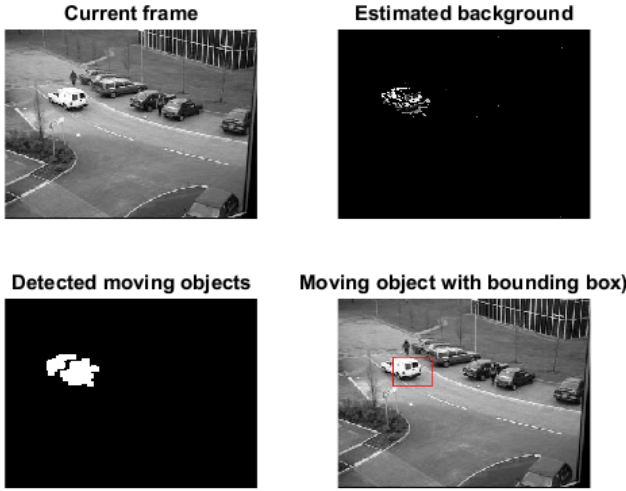 Current frame
Estimated background
Detected moving objects
Moving object with bounding box)